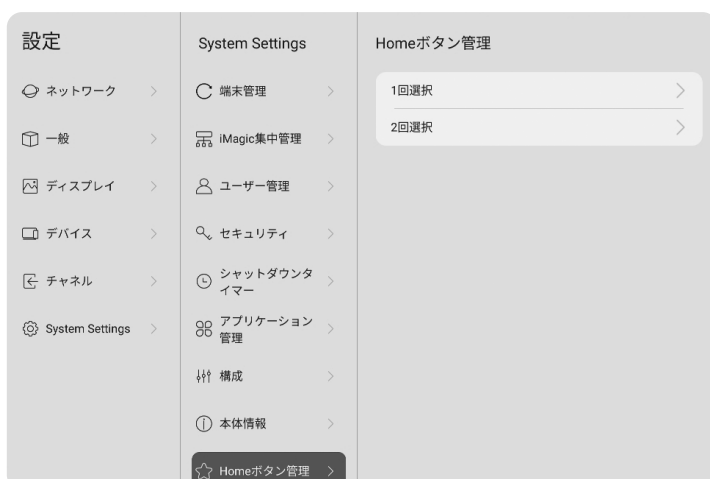 設定
ネットワーク
一般
ディスプレイ
デバイス
チャネル
System Settings
System Settings
端末管理
iMagic集中管理
ユーザー管理
セキュリティ
シャットダウンタ
イマー
アプリケーション
管理
構成
本体情報
Homeボタン管理
Homeボタン管理
1回選択
2回選択